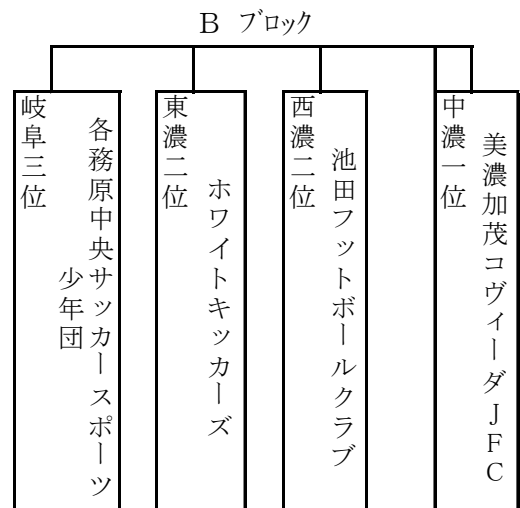 B ブロック
岐阜三位
各務原中央サッカースポーツ
少年団
東濃二位
ホワイトキッカーズ
西濃二位
池田フットボールクラブ
中濃一位
美濃加茂コヴィーダJFC